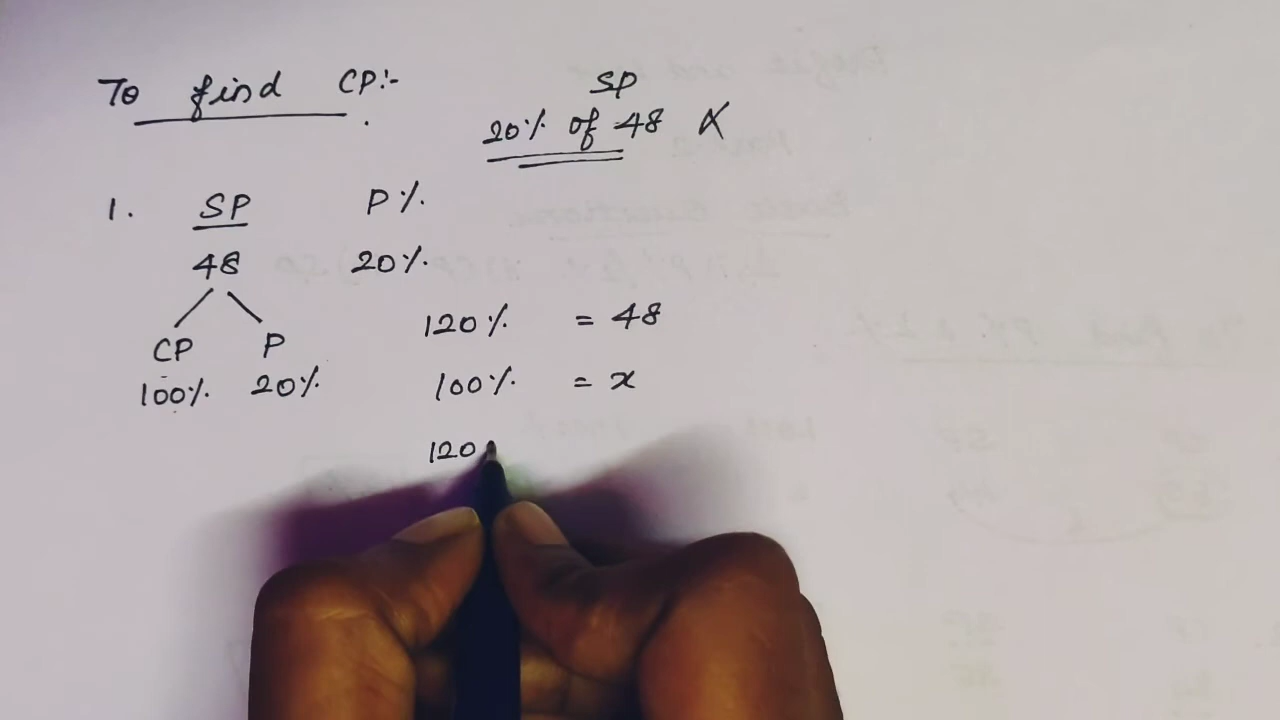 To find CP:-
SP
20% of 48 X
1. SP P%
48 20%
120% = 48
CP P
100% 20% 100% = x
120